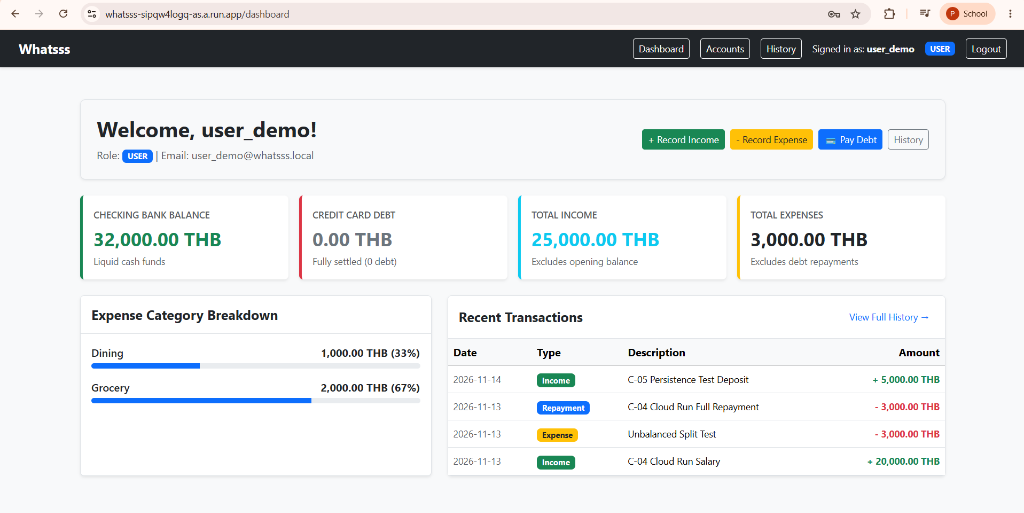 whatsss-sipqw4logq-as.a.run.app/dashboard
P School
Whatsss
Dashboard Accounts History Signed in as: user_demo USER Logout
Welcome, user_demo!
Role: USER | Email: user_demo@whatsss.local
+ Record Income - Record Expense Pay Debt History
CHECKING BANK BALANCE
32,000.00 THB
Liquid cash funds
CREDIT CARD DEBT
0.00 THB
Fully settled (0 debt)
TOTAL INCOME
25,000.00 THB
Excludes opening balance
TOTAL EXPENSES
3,000.00 THB
Excludes debt repayments
Expense Category Breakdown
Dining 1,000.00 THB (33%)
Grocery 2,000.00 THB (67%)
Recent Transactions View Full History →
Date Type Description Amount
2026-11-14 Income C-05 Persistence Test Deposit + 5,000.00 THB
2026-11-13 Repayment C-04 Cloud Run Full Repayment - 3,000.00 THB
2026-11-13 Expense Unbalanced Split Test - 3,000.00 THB
2026-11-13 Income C-04 Cloud Run Salary + 20,000.00 THB